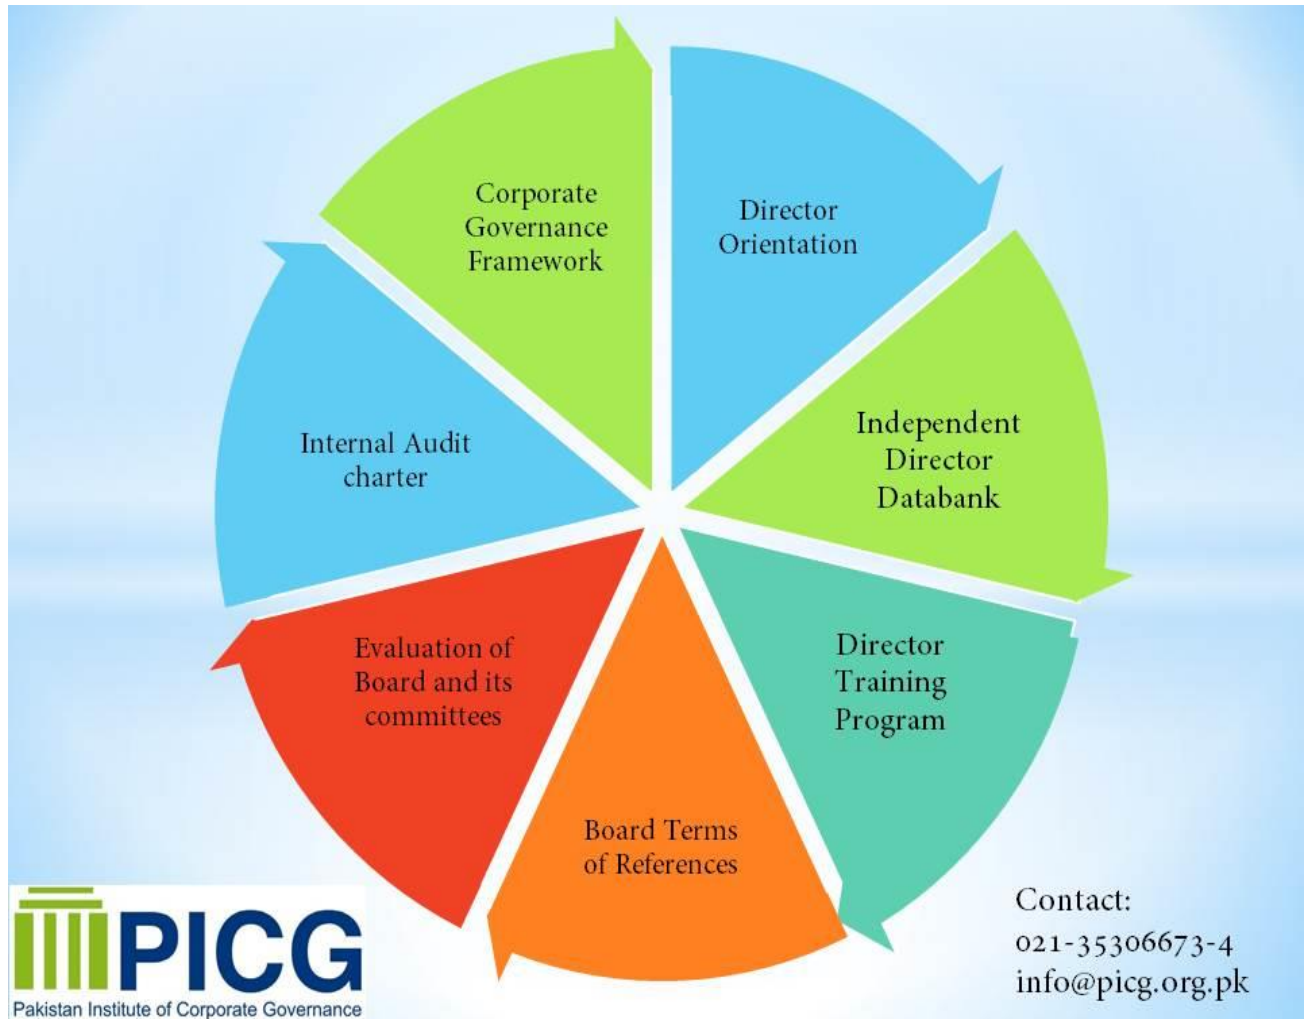 Corporate
Governance
Framework
Director
Orientation
Independent
Director
Databank
Director
Training
Program
Board Terms
of References
Evaluation of
Board and its
committees
Internal Audit
charter
PICG
Pakistan Institute of Corporate Governance
Contact:
021-35306673-4
info@picg.org.pk